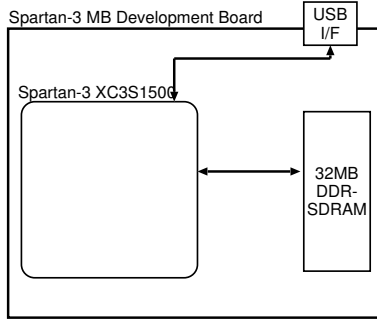 Spartan-3 MB Development Board
USB
I/F
Spartan-3 XC3S1500
32MB
DDR-
SDRAM